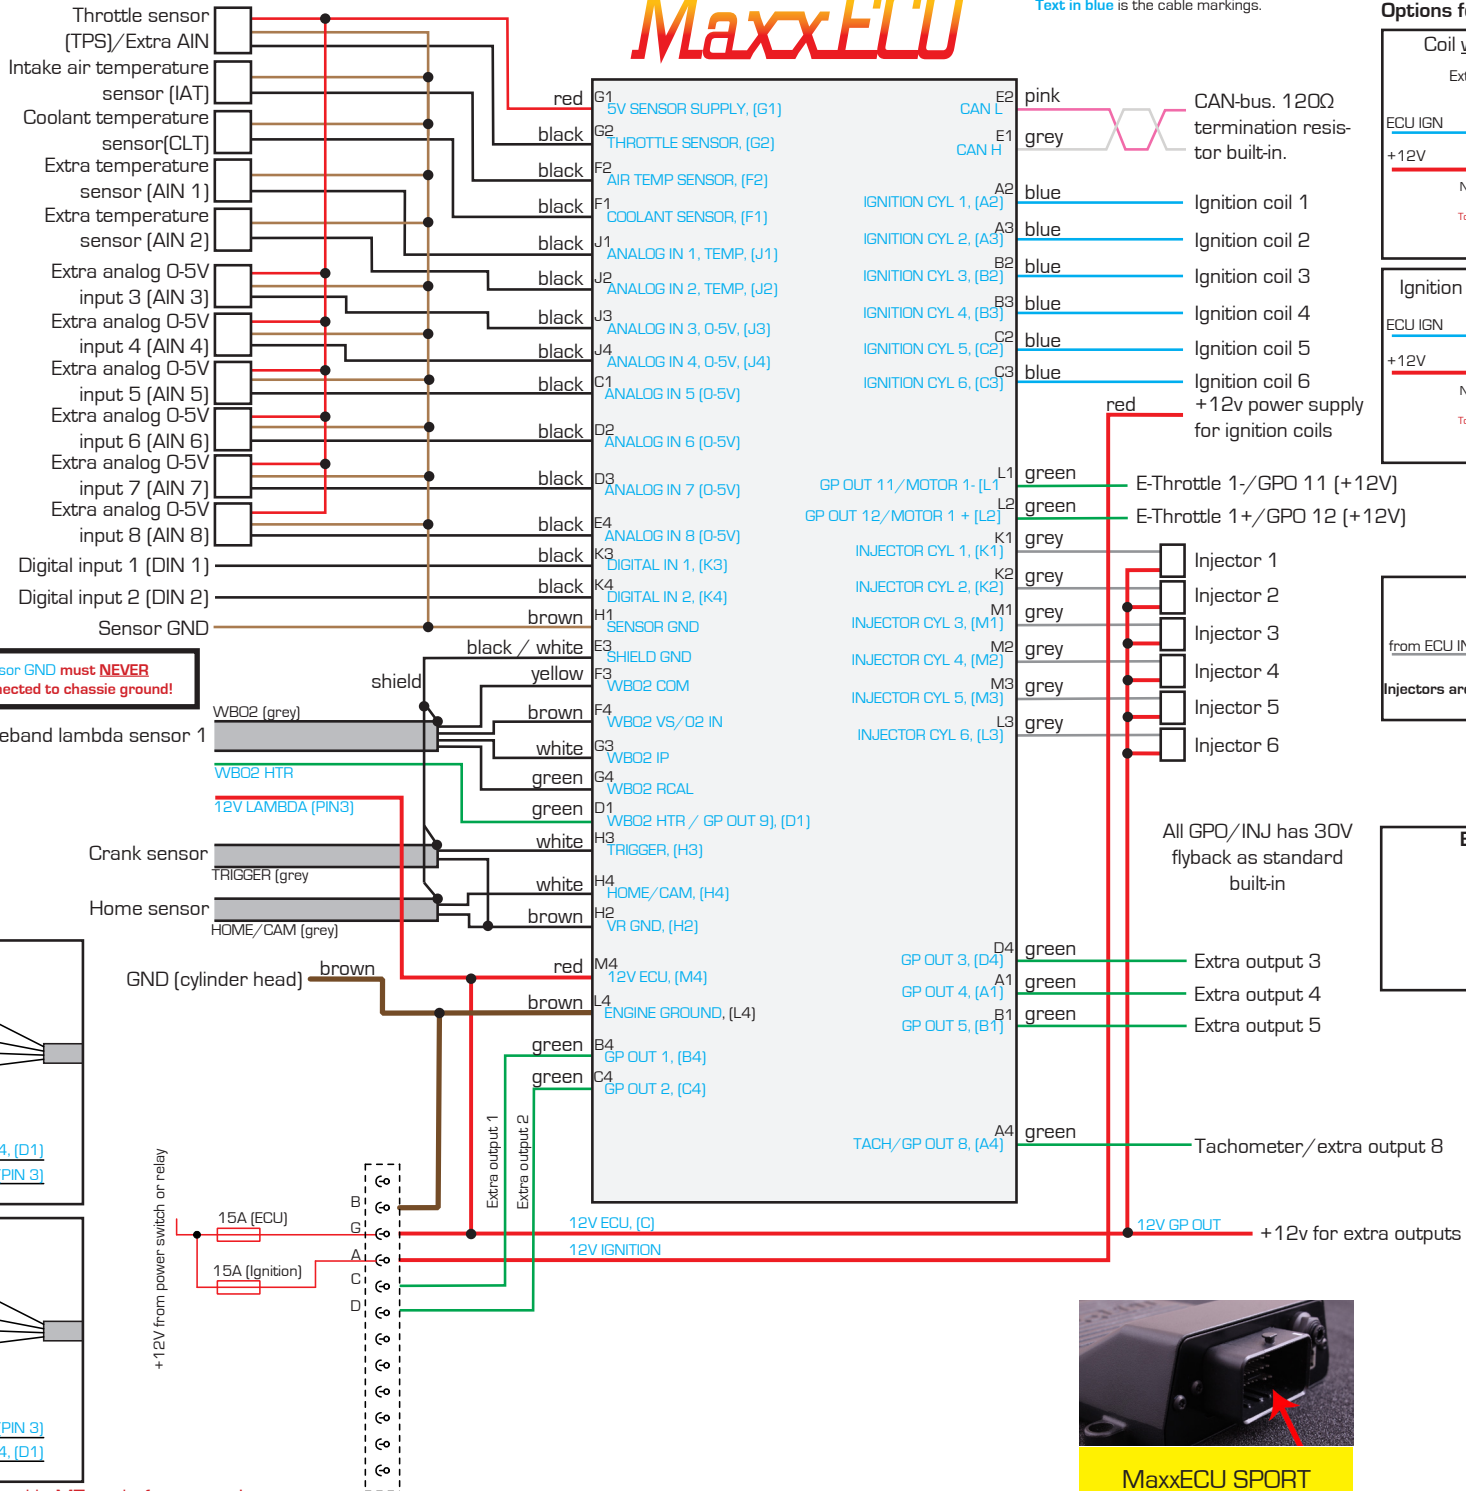 MaxxECU
Text in blue is the cable markings.
Throttle sensor
(TPS)/Extra AIN
Intake air temperature
sensor (IAT)
Coolant temperature
sensor(CLT)
Extra temperature
sensor (AIN 1)
Extra temperature
sensor (AIN 2)
Extra analog 0-5V
input 3 (AIN 3)
Extra analog 0-5V
input 4 (AIN 4)
Extra analog 0-5V
input 5 (AIN 5)
Extra analog 0-5V
input 6 (AIN 6)
Extra analog 0-5V
input 7 (AIN 7)
Extra analog 0-5V
input 8 (AIN 8)
Digital input 1 (DIN 1)
Digital input 2 (DIN 2)
Sensor GND
sor GND must NEVER
nected to chassie ground!
eband lambda sensor 1
WBO2 (grey)
WBO2 HTR
12V LAMBDA (PIN3)
shield
Crank sensor
TRIGGER (grey
Home sensor
HOME/CAM (grey)
GND (cylinder head)
brown
red G1 5V SENSOR SUPPLY, (G1)
black G2 THROTTLE SENSOR, (G2)
black F2 AIR TEMP SENSOR, (F2)
black F1 COOLANT SENSOR, (F1)
black J1 ANALOG IN 1, TEMP, (J1)
black J2 ANALOG IN 2, TEMP, (J2)
black J3 ANALOG IN 3, 0-5V, (J3)
black J4 ANALOG IN 4, 0-5V, (J4)
black C1 ANALOG IN 5 (0-5V)
black D2 ANALOG IN 6 (0-5V)
black D3 ANALOG IN 7 (0-5V)
black E4 ANALOG IN 8 (0-5V)
black K3 DIGITAL IN 1, (K3)
black K4 DIGITAL IN 2, (K4)
brown H1 SENSOR GND
black / white E3 SHIELD GND
yellow F3 WBO2 COM
brown F4 WBO2 VS/O2 IN
white G3 WBO2 IP
green G4 WBO2 RCAL
green D1 WBO2 HTR / GP OUT 9), (D1)
white H3 TRIGGER, (H3)
white H4 HOME/CAM, (H4)
brown H2 VR GND, (H2)
red M4 12V ECU, (M4)
brown L4 ENGINE GROUND, (L4)
green B4 GP OUT 1, (B4)
green C4 GP OUT 2, (C4)
Extra output 1
Extra output 2
CAN L E2 pink
CAN H E1 grey
CAN-bus. 120Ω
termination resis-
tor built-in.
IGNITION CYL 1, (A2) A2 blue Ignition coil 1
IGNITION CYL 2, (A3) A3 blue Ignition coil 2
IGNITION CYL 3, (B2) B2 blue Ignition coil 3
IGNITION CYL 4, (B3) B3 blue Ignition coil 4
IGNITION CYL 5, (C2) C2 blue Ignition coil 5
IGNITION CYL 6, (C3) C3 blue Ignition coil 6
red +12v power supply
for ignition coils
GP OUT 11/MOTOR 1- (L1 L1 green E-Throttle 1-/GPO 11 (+12V)
GP OUT 12/MOTOR 1 + (L2) L2 green E-Throttle 1+/GPO 12 (+12V)
INJECTOR CYL 1, (K1) K1 grey Injector 1
INJECTOR CYL 2, (K2) K2 grey Injector 2
INJECTOR CYL 3, (M1) M1 grey Injector 3
INJECTOR CYL 4, (M2) M2 grey Injector 4
INJECTOR CYL 5, (M3) M3 grey Injector 5
INJECTOR CYL 6, (L3) L3 grey Injector 6
All GPO/INJ has 30V
flyback as standard
built-in
GP OUT 3, (D4) D4 green Extra output 3
GP OUT 4, (A1) A1 green Extra output 4
GP OUT 5, (B1) B1 green Extra output 5
TACH/GP OUT 8, (A4) A4 green Tachometer/extra output 8
12V ECU, (C)
12V GP OUT
+12v for extra outputs
12V IGNITION
+12V from power switch or relay
15A (ECU)
15A (Ignition)
B
G
A
C
D
4, (D1)
PIN 3)
PIN 3)
4, (D1)
Options f
Coil
Ext
ECU IGN
+12V
N
To
Ignition
ECU IGN
+12V
N
To
from ECU IN
Injectors are
E
MaxxECU SPORT